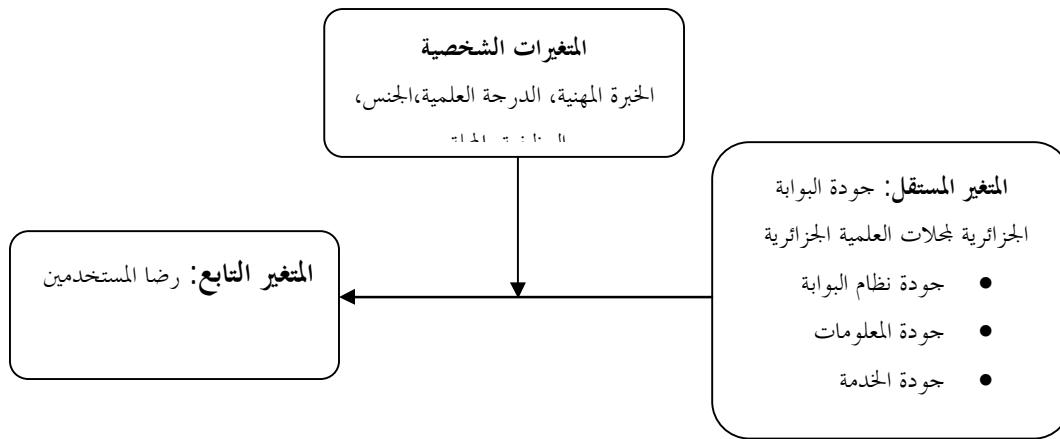 المتغيرات الشخصية
الخبرة المهنية، الدرجة العلمية،الجنس،
المتغير المستقل: جودة البوابة
الجزائرية لمجلات العلمية الجزائرية
● جودة نظام البوابة
● جودة المعلومات
● جودة الخدمة
المتغير التابع: رضا المستخدمين